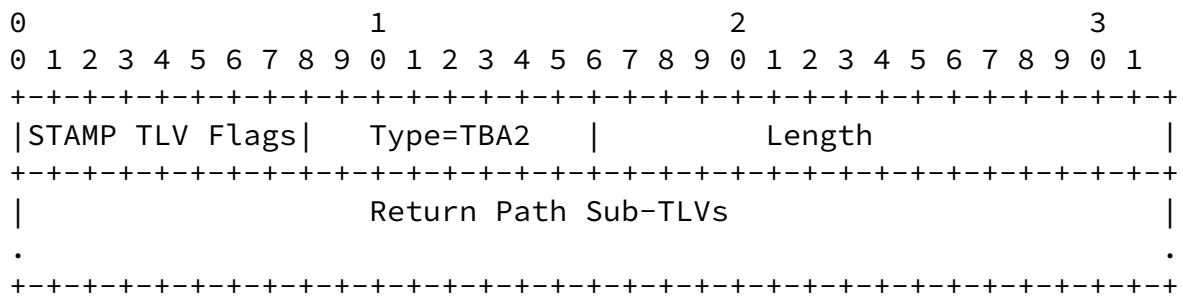 0                   1                   2                   3
0 1 2 3 4 5 6 7 8 9 0 1 2 3 4 5 6 7 8 9 0 1 2 3 4 5 6 7 8 9 0 1
+-+-+-+-+-+-+-+-+-+-+-+-+-+-+-+-+-+-+-+-+-+-+-+-+-+-+-+-+-+-+-+-+
|STAMP TLV Flags|   Type=TBA2   |         Length                |
+-+-+-+-+-+-+-+-+-+-+-+-+-+-+-+-+-+-+-+-+-+-+-+-+-+-+-+-+-+-+-+-+
|                   Return Path Sub-TLVs                        |
.                                                               .
+-+-+-+-+-+-+-+-+-+-+-+-+-+-+-+-+-+-+-+-+-+-+-+-+-+-+-+-+-+-+-+-+